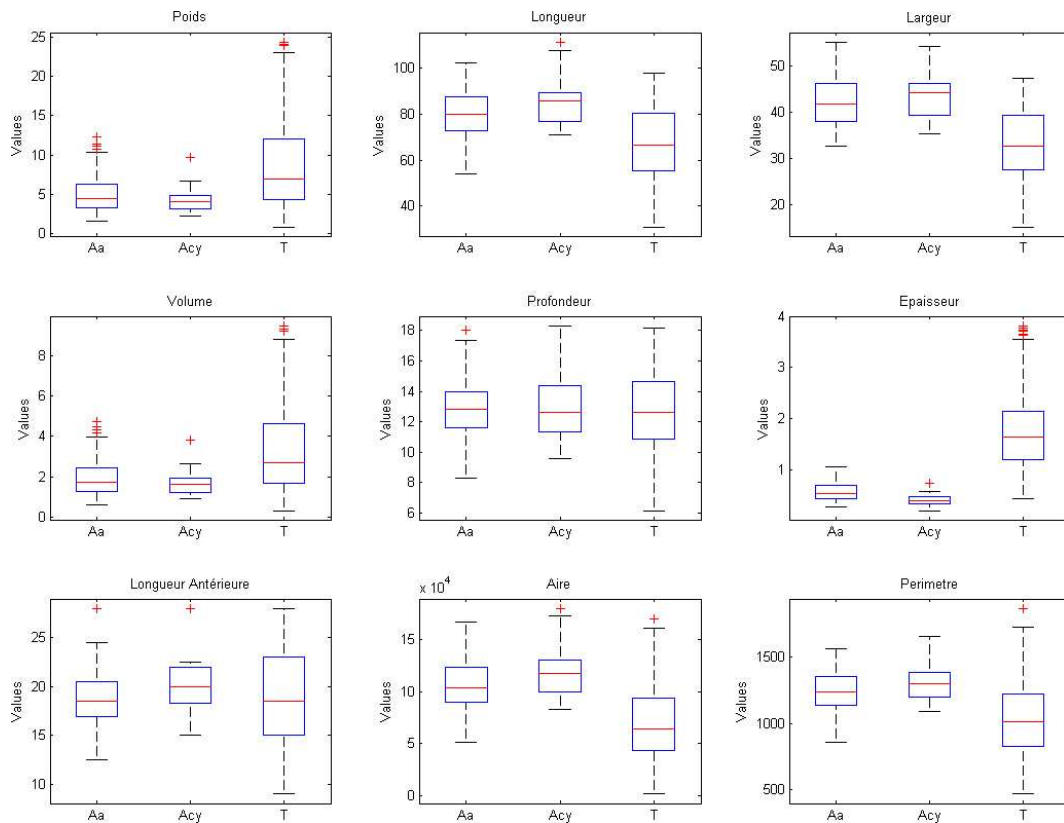 Poids
Values
25
20
15
10
5
0
Aa Acy T
Longueur
Values
100
80
60
40
Aa Acy T
Largeur
Values
50
40
30
20
Aa Acy T
Volume
Values
8
6
4
2
0
Aa Acy T
Profondeur
Values
18
16
14
12
10
8
6
Aa Acy T
Epaisseur
Values
4
3
2
1
Aa Acy T
Longueur Antérieure
Values
25
20
15
10
Aa Acy T
Aire
x 10^4
Values
15
10
5
0
Aa Acy T
Perimetre
Values
1500
1000
500
Aa Acy T